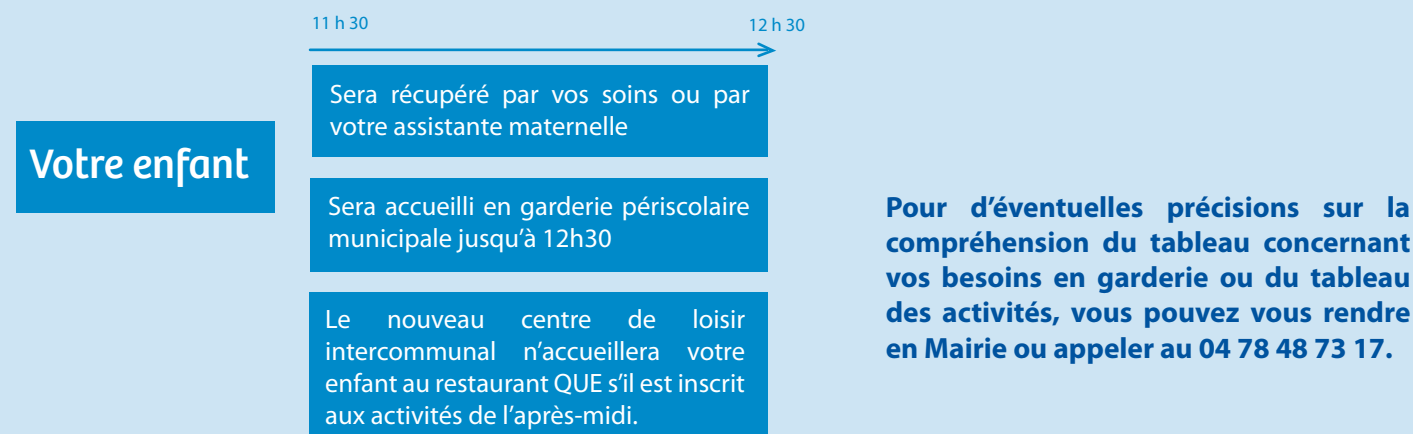 11 h 30
12 h 30
Votre enfant
Sera récupéré par vos soins ou par
votre assistante maternelle
Sera accueilli en garderie périscolaire
municipale jusqu'à 12h30
Le nouveau centre de loisir
intercommunal n'accueillera votre
enfant au restaurant QUE s'il est inscrit
aux activités de l'après-midi.
Pour d'éventuelles précisions sur la
compréhension du tableau concernant
vos besoins en garderie ou du tableau
des activités, vous pouvez vous rendre
en Mairie ou appeler au 04 78 48 73 17.